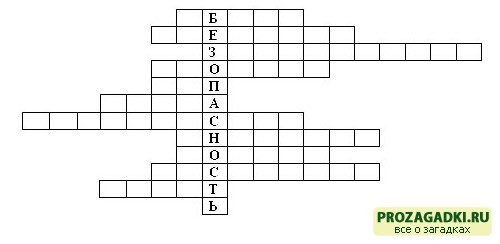 Б
Е
З
О
П
А
С
Н
О
С
Т
Ь
PROZAGADKI.RU
все о загадках